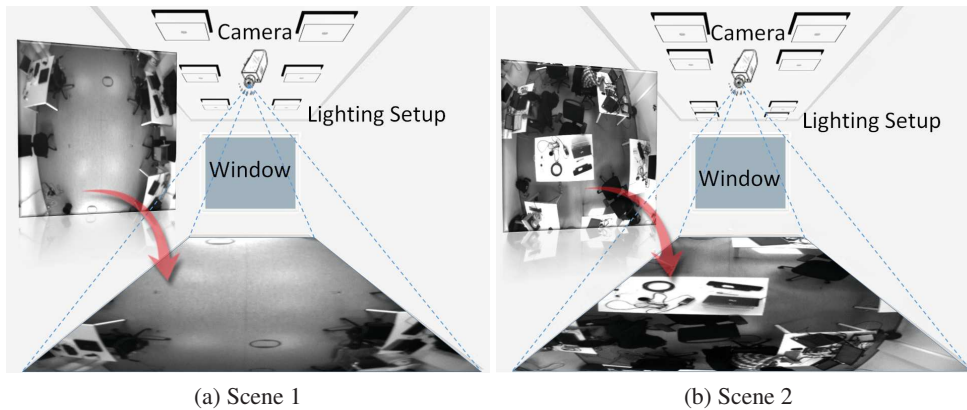 Camera
Lighting Setup
Window
(a) Scene 1
Camera
Lighting Setup
Window
(b) Scene 2